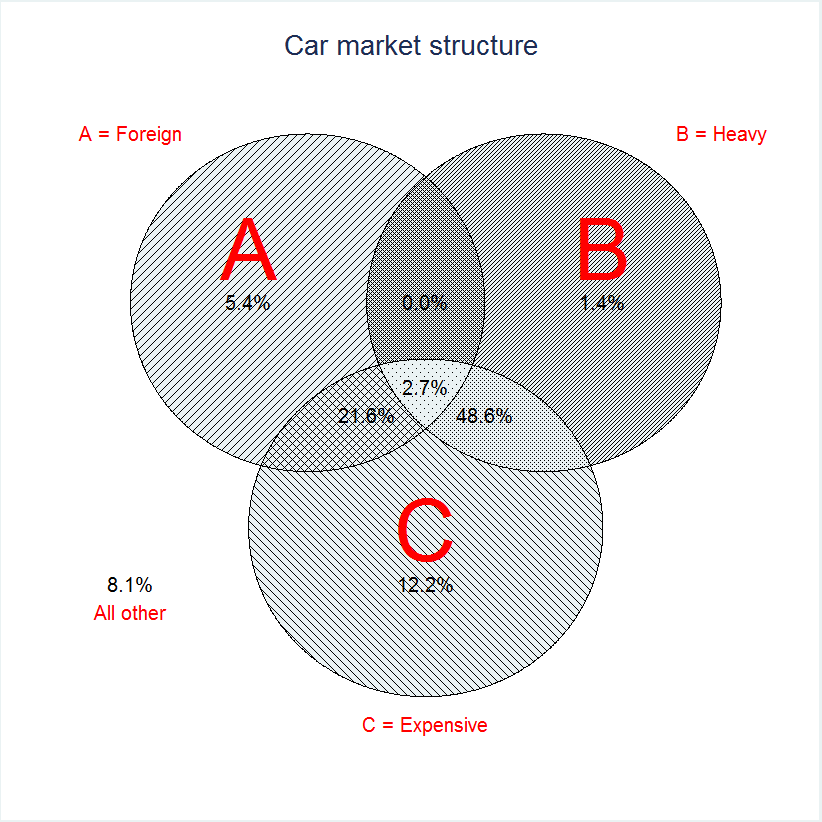 Car market structure
A = Foreign
B = Heavy
A
B
5.4%
0.0%
1.4%
2.7%
21.6%
48.6%
C
12.2%
8.1%
All other
C = Expensive